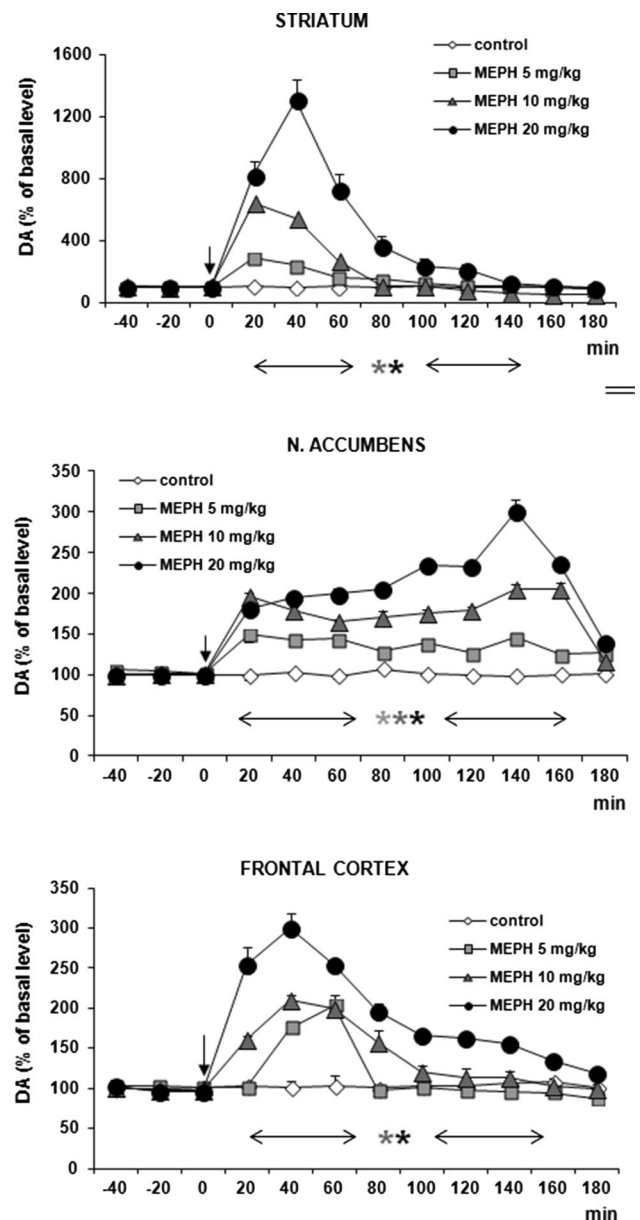 STRIATUM
control
MEPH 5 mg/kg
MEPH 10 mg/kg
MEPH 20 mg/kg
DA (% of basal level)
1600
1200
800
400
0
-40 -20 0 20 40 60 80 100 120 140 160 180
min
**
N. ACCUMBENS
control
MEPH 5 mg/kg
MEPH 10 mg/kg
MEPH 20 mg/kg
DA (% of basal level)
350
300
250
200
150
100
50
0
-40 -20 0 20 40 60 80 100 120 140 160 180
min
***
FRONTAL CORTEX
control
MEPH 5 mg/kg
MEPH 10 mg/kg
MEPH 20 mg/kg
DA (% of basal level)
350
300
250
200
150
100
50
0
-40 -20 0 20 40 60 80 100 120 140 160 180
min
**